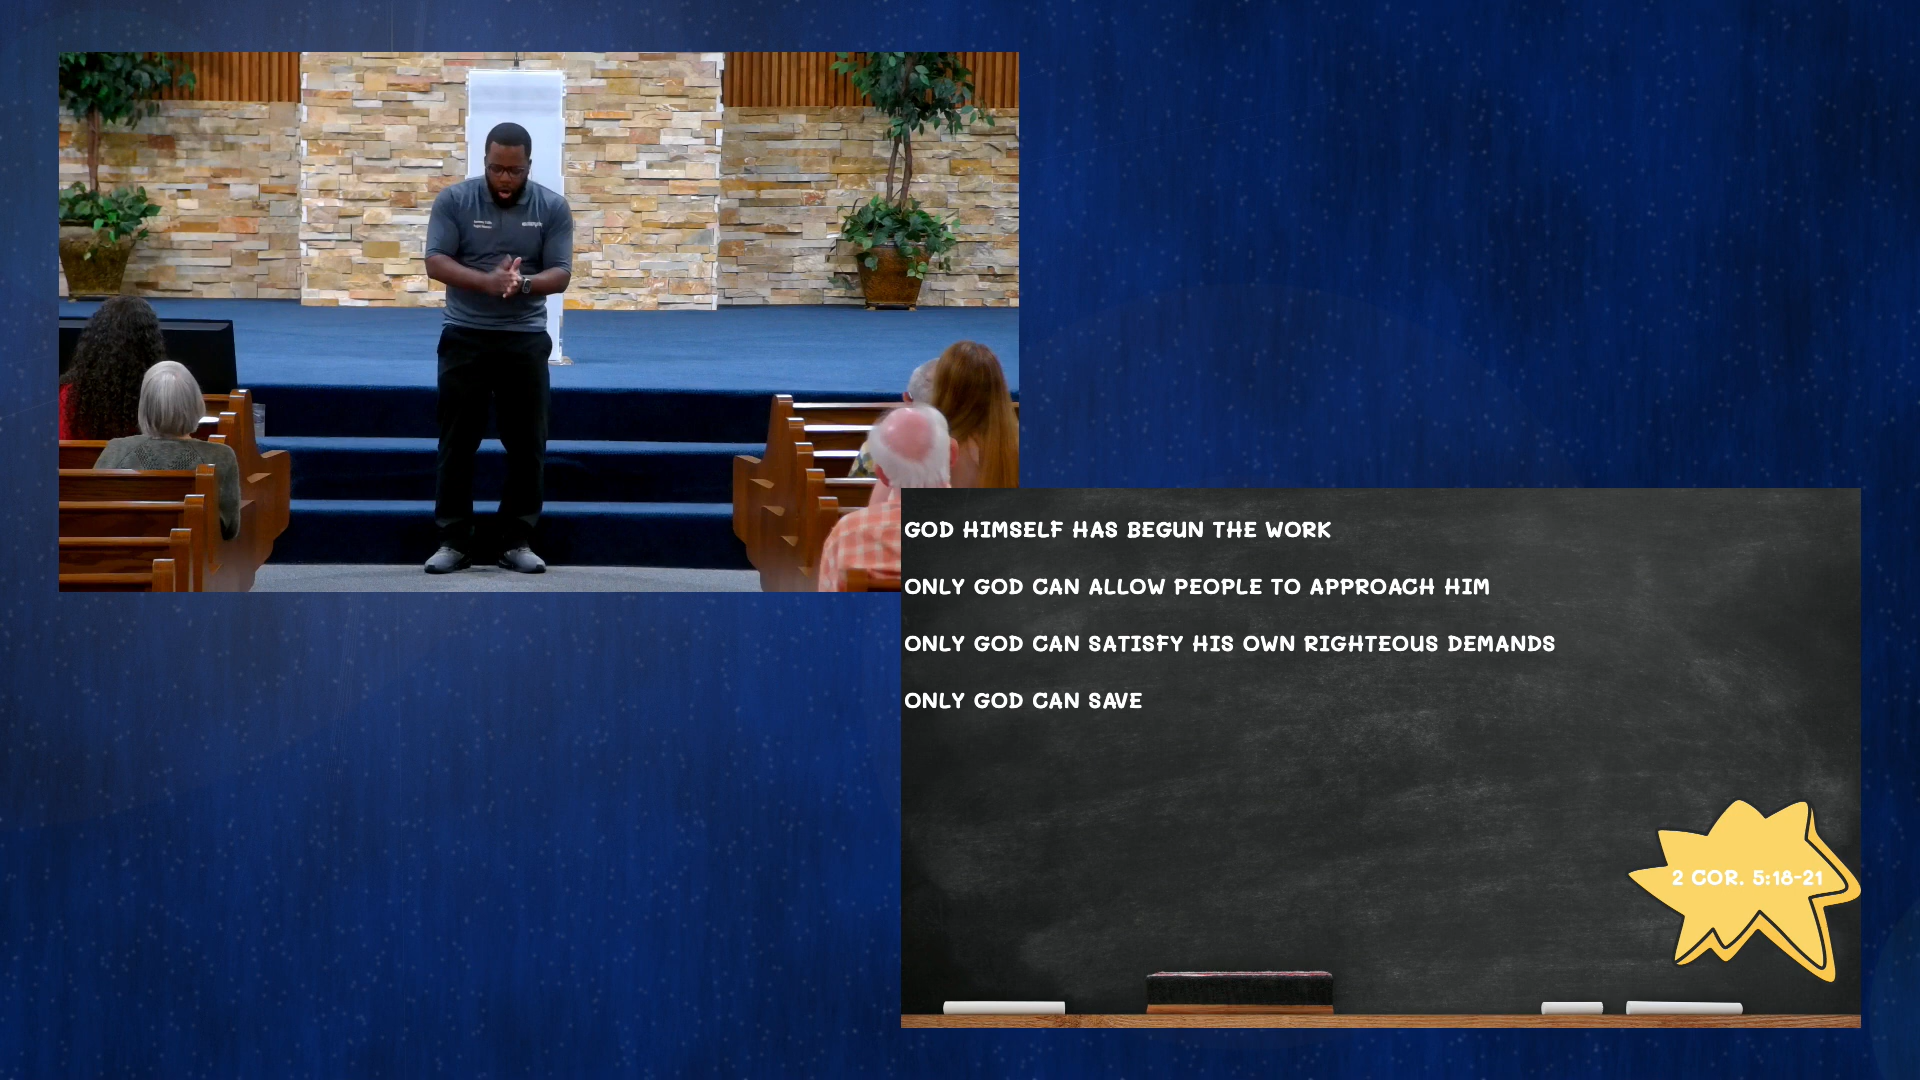 GOD HIMSELF HAS BEGUN THE WORK
ONLY GOD CAN ALLOW PEOPLE TO APPROACH HIM
ONLY GOD CAN SATISFY HIS OWN RIGHTEOUS DEMANDS
ONLY GOD CAN SAVE
2 COR. 5:18-21